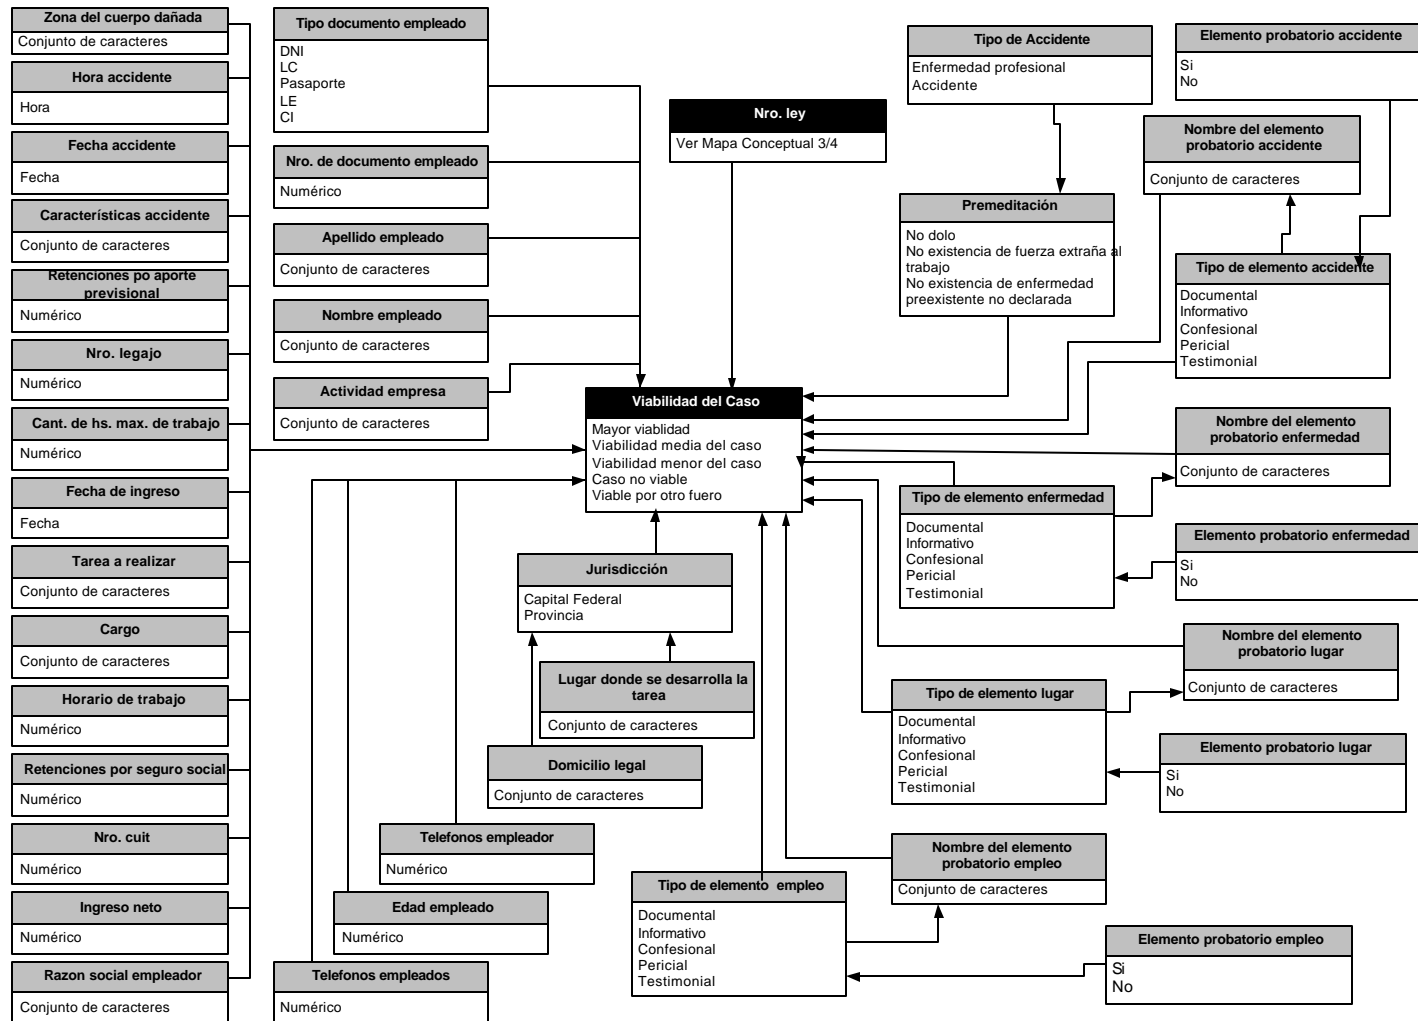 Zona del cuerpo dañada
Conjunto de caracteres
Hora accidente
Hora
Fecha accidente
Fecha
Características accidente
Conjunto de caracteres
Retenciones po aporte
previsional
Numérico
Nro. legajo
Numérico
Cant. de hs. max. de trabajo
Numérico
Fecha de ingreso
Fecha
Tarea a realizar
Conjunto de caracteres
Cargo
Conjunto de caracteres
Horario de trabajo
Numérico
Retenciones por seguro social
Numérico
Nro. cuit
Numérico
Ingreso neto
Numérico
Razon social empleador
Conjunto de caracteres
Tipo documento empleado
DNI
LC
Pasaporte
LE
CI
Nro. de documento empleado
Numérico
Apellido empleado
Conjunto de caracteres
Nombre empleado
Conjunto de caracteres
Actividad empresa
Conjunto de caracteres
Nro. ley
Ver Mapa Conceptual 3/4
Viabilidad del Caso
Mayor viablidad
Viabilidad media del caso
Viabilidad menor del caso
Caso no viable
Viable por otro fuero
Jurisdicción
Capital Federal
Provincia
Lugar donde se desarrolla la
tarea
Conjunto de caracteres
Domicilio legal
Conjunto de caracteres
Telefonos empleador
Numérico
Edad empleado
Numérico
Telefonos empleados
Numérico
Tipo de Accidente
Enfermedad profesional
Accidente
Premeditación
No dolo
No existencia de fuerza extraña al
trabajo
No existencia de enfermedad
preexistente no declarada
Elemento probatorio accidente
Si
No
Nombre del elemento
probatorio accidente
Conjunto de caracteres
Tipo de elemento accidente
Documental
Informativo
Confesional
Pericial
Testimonial
Nombre del elemento
probatorio enfermedad
Conjunto de caracteres
Tipo de elemento enfermedad
Documental
Informativo
Confesional
Pericial
Testimonial
Elemento probatorio enfermedad
Si
No
Nombre del elemento
probatorio lugar
Conjunto de caracteres
Tipo de elemento lugar
Documental
Informativo
Confesional
Pericial
Testimonial
Elemento probatorio lugar
Si
No
Nombre del elemento
probatorio empleo
Conjunto de caracteres
Tipo de elemento empleo
Documental
Informativo
Confesional
Pericial
Testimonial
Elemento probatorio empleo
Si
No